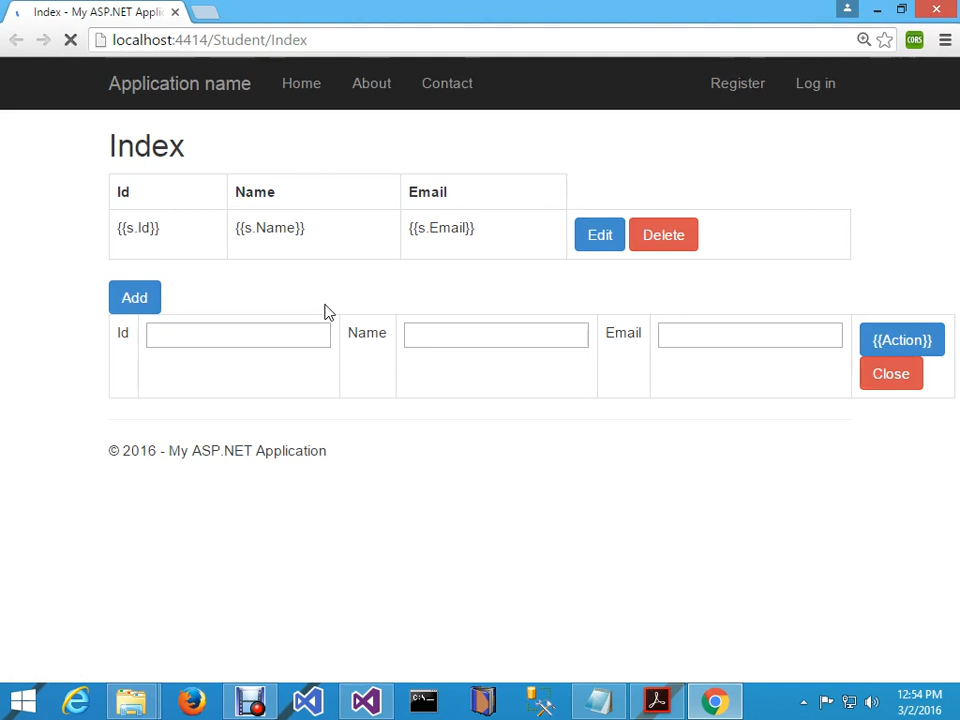 Index - My ASP.NET Applic
localhost:4414/Student/Index
CORS
Application name Home About Contact Register Log in
Index
Id Name Email
{{s.Id}} {{s.Name}} {{s.Email}} Edit Delete
Add
Id Name Email {{Action}}
Close
© 2016 - My ASP.NET Application
C:\_
12:54 PM
3/2/2016